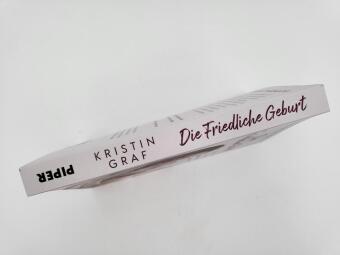 PIPER
KRISTIN
GRAF
Die Friedliche Geburt